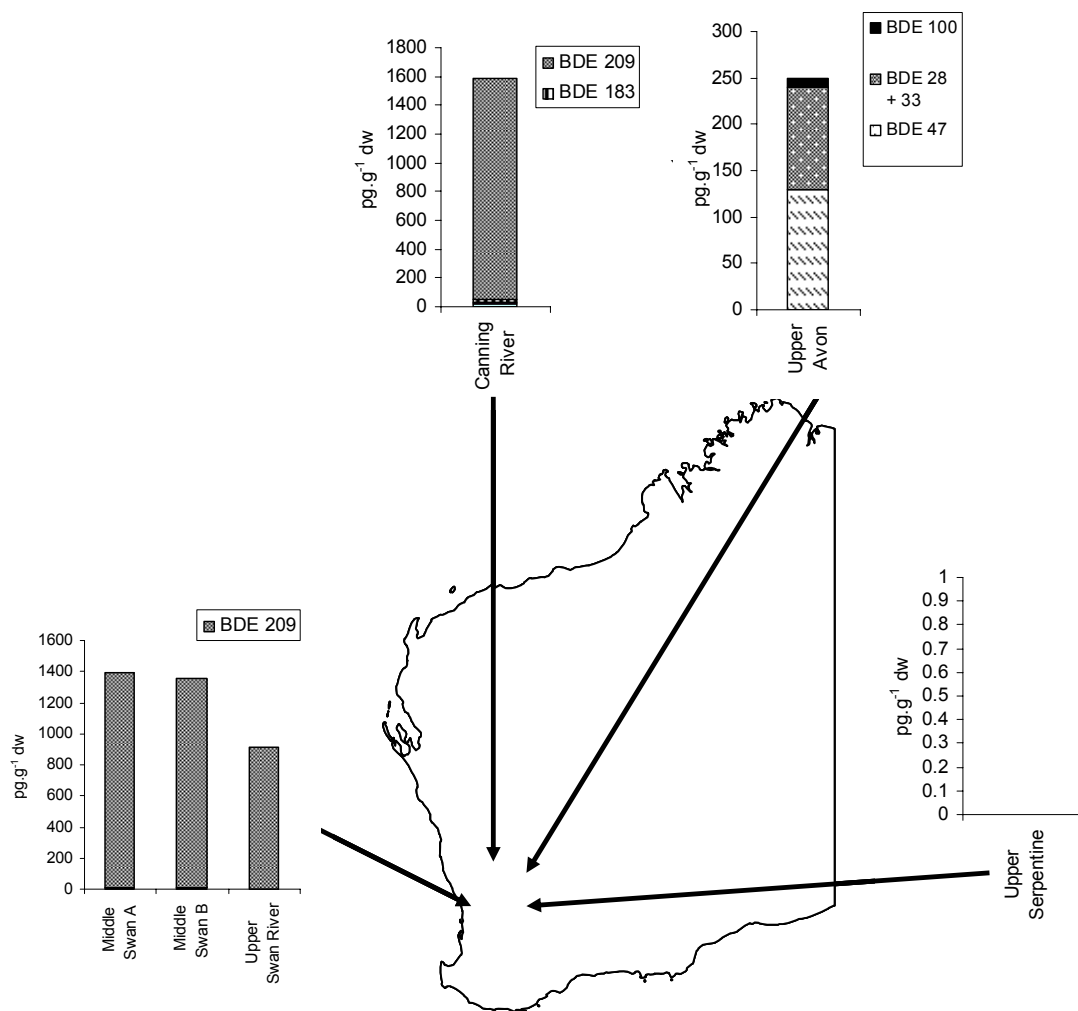 1800
1600
1400
1200
1000
800
600
400
200
0
pg.g⁻¹ dw
Canning
River
BDE 209
BDE 183
300
250
200
150
100
50
0
pg.g⁻¹ dw
Upper
Avon
BDE 100
BDE 28
+ 33
BDE 47
BDE 209
1600
1400
1200
1000
800
600
400
200
0
pg.g⁻¹ dw
Middle
Swan A
Middle
Swan B
Upper
Swan River
1
0.9
0.8
0.7
0.6
0.5
0.4
0.3
0.2
0.1
0
pg.g⁻¹ dw
Upper
Serpentine